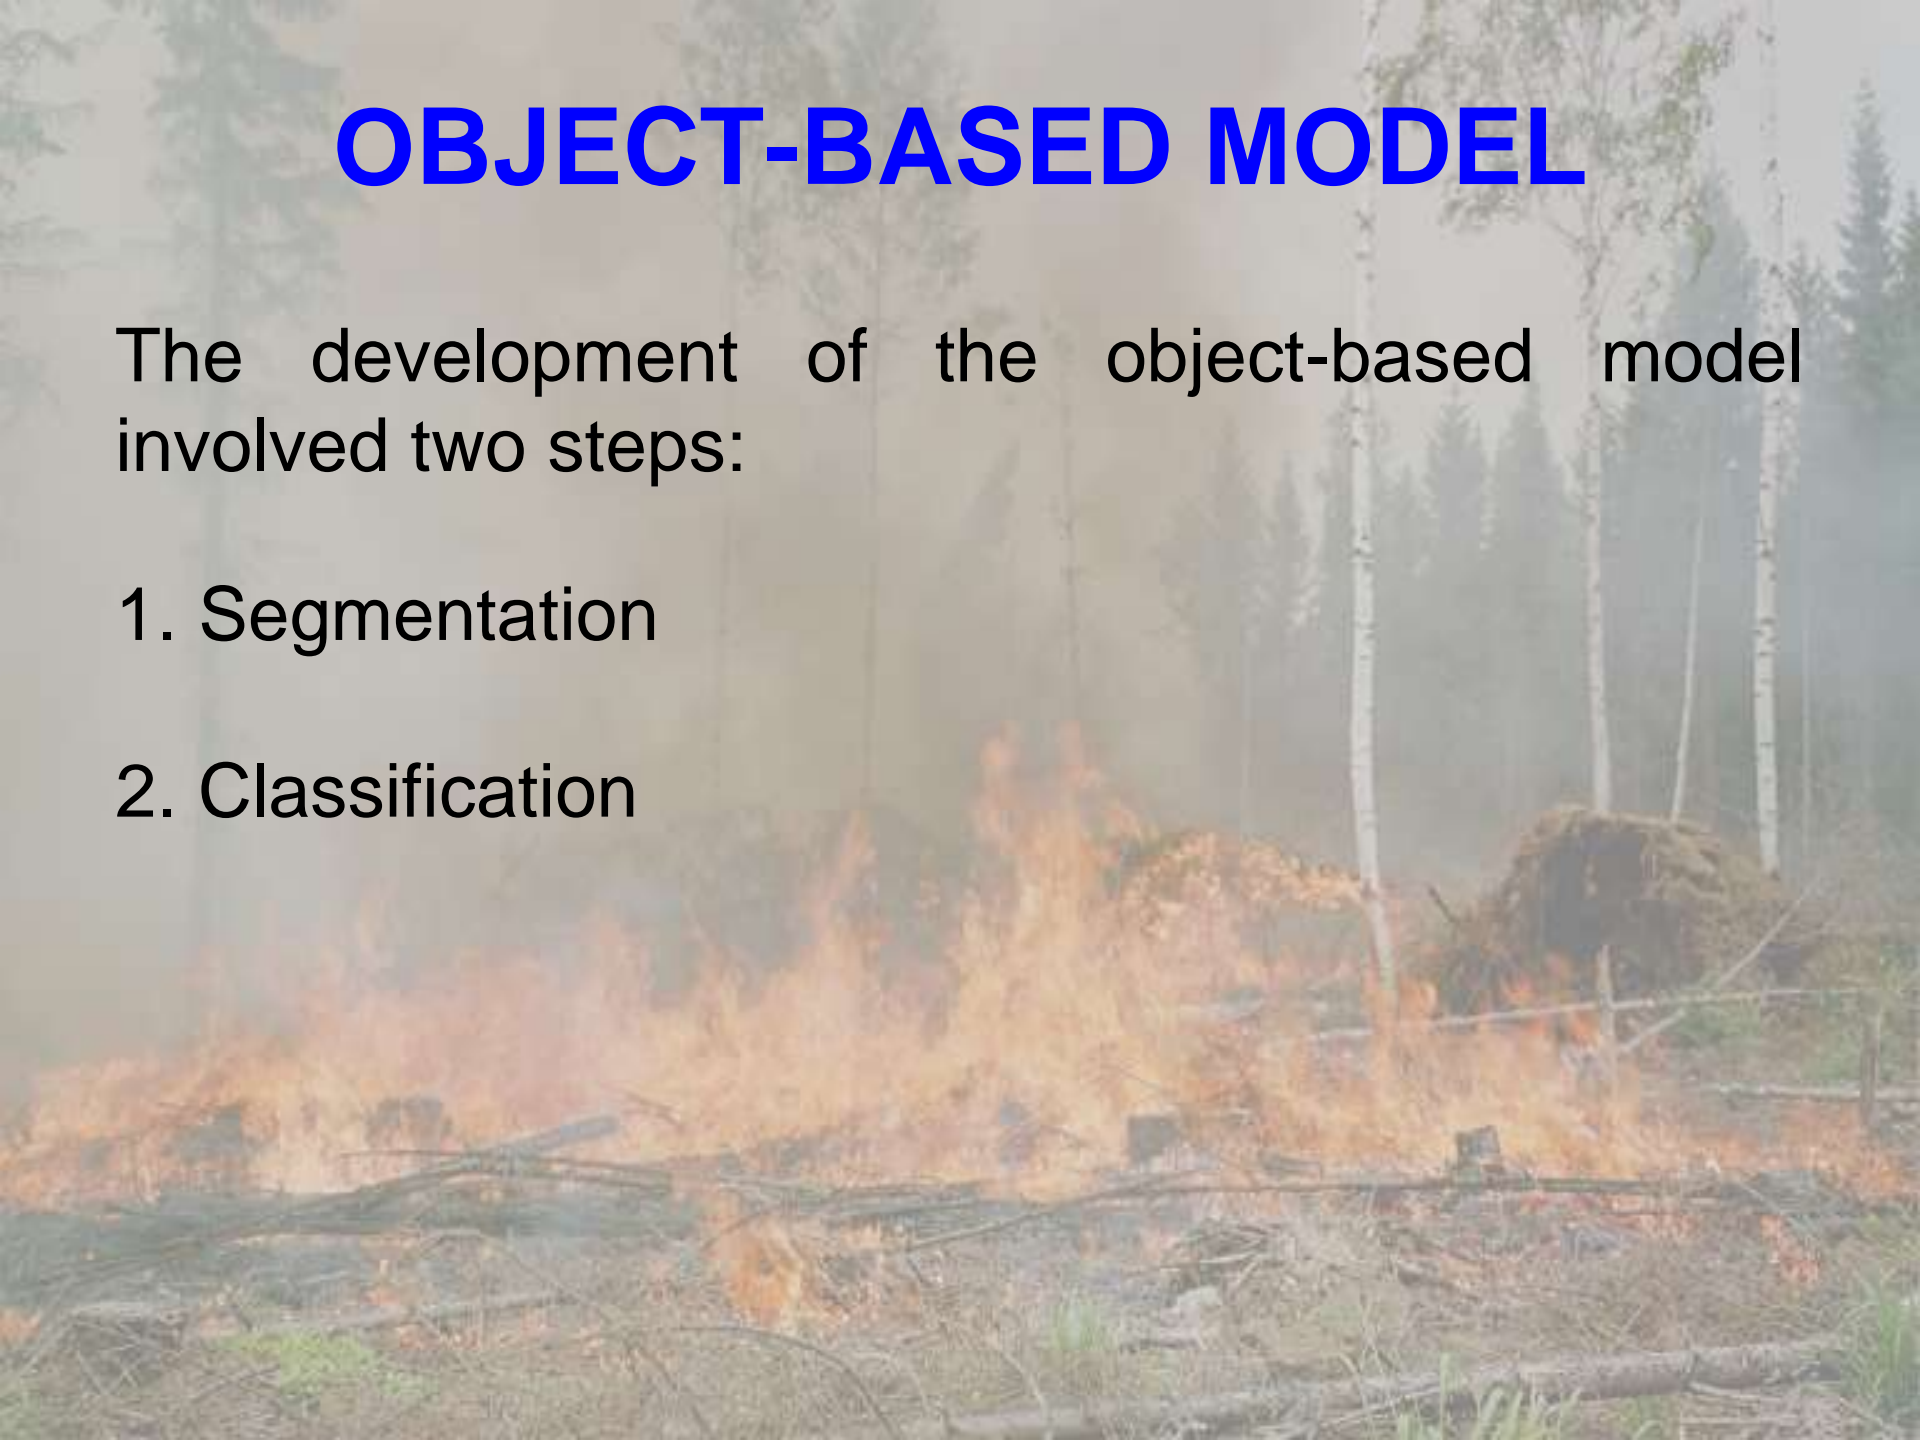 OBJECT-BASED MODEL
The development of the object-based model
involved two steps:
1. Segmentation
2. Classification